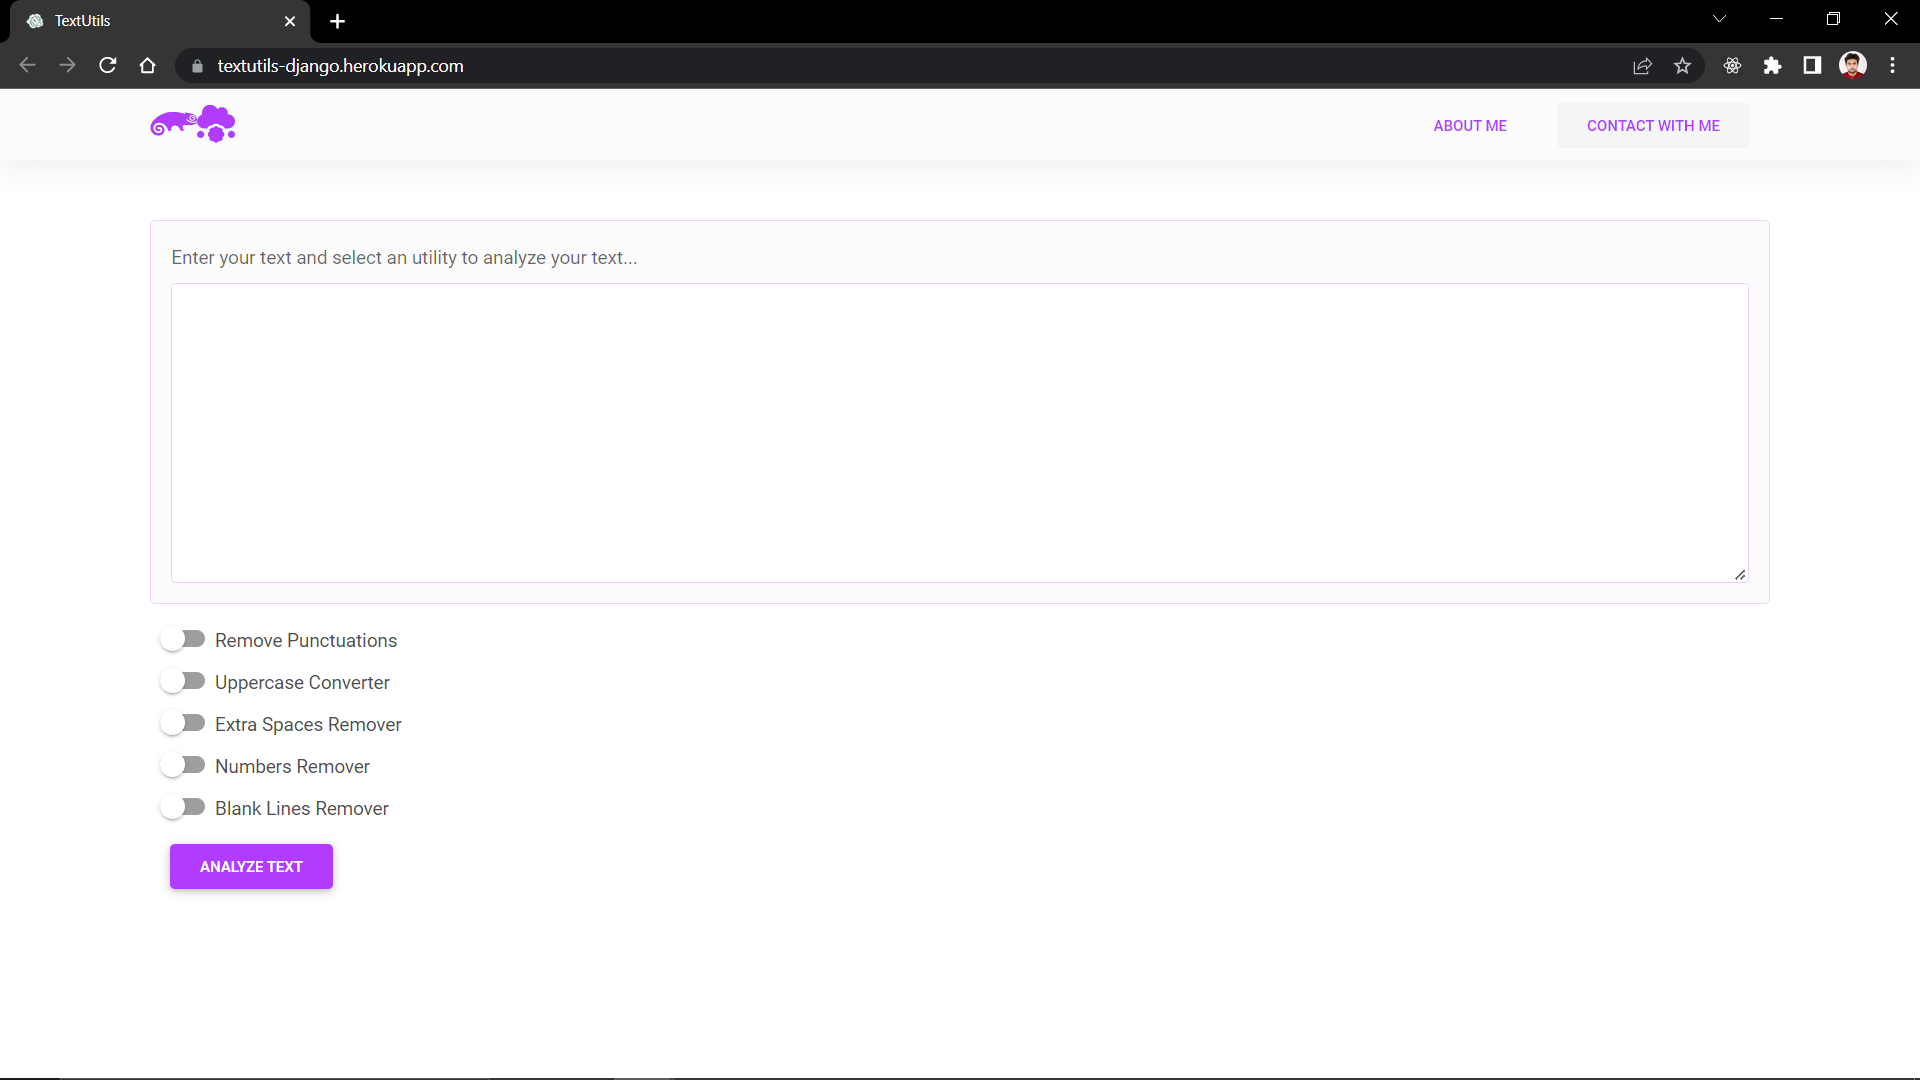 TextUtils
textutils-django.herokuapp.com
ABOUT ME
CONTACT WITH ME
Enter your text and select an utility to analyze your text...
Remove Punctuations
Uppercase Converter
Extra Spaces Remover
Numbers Remover
Blank Lines Remover
ANALYZE TEXT